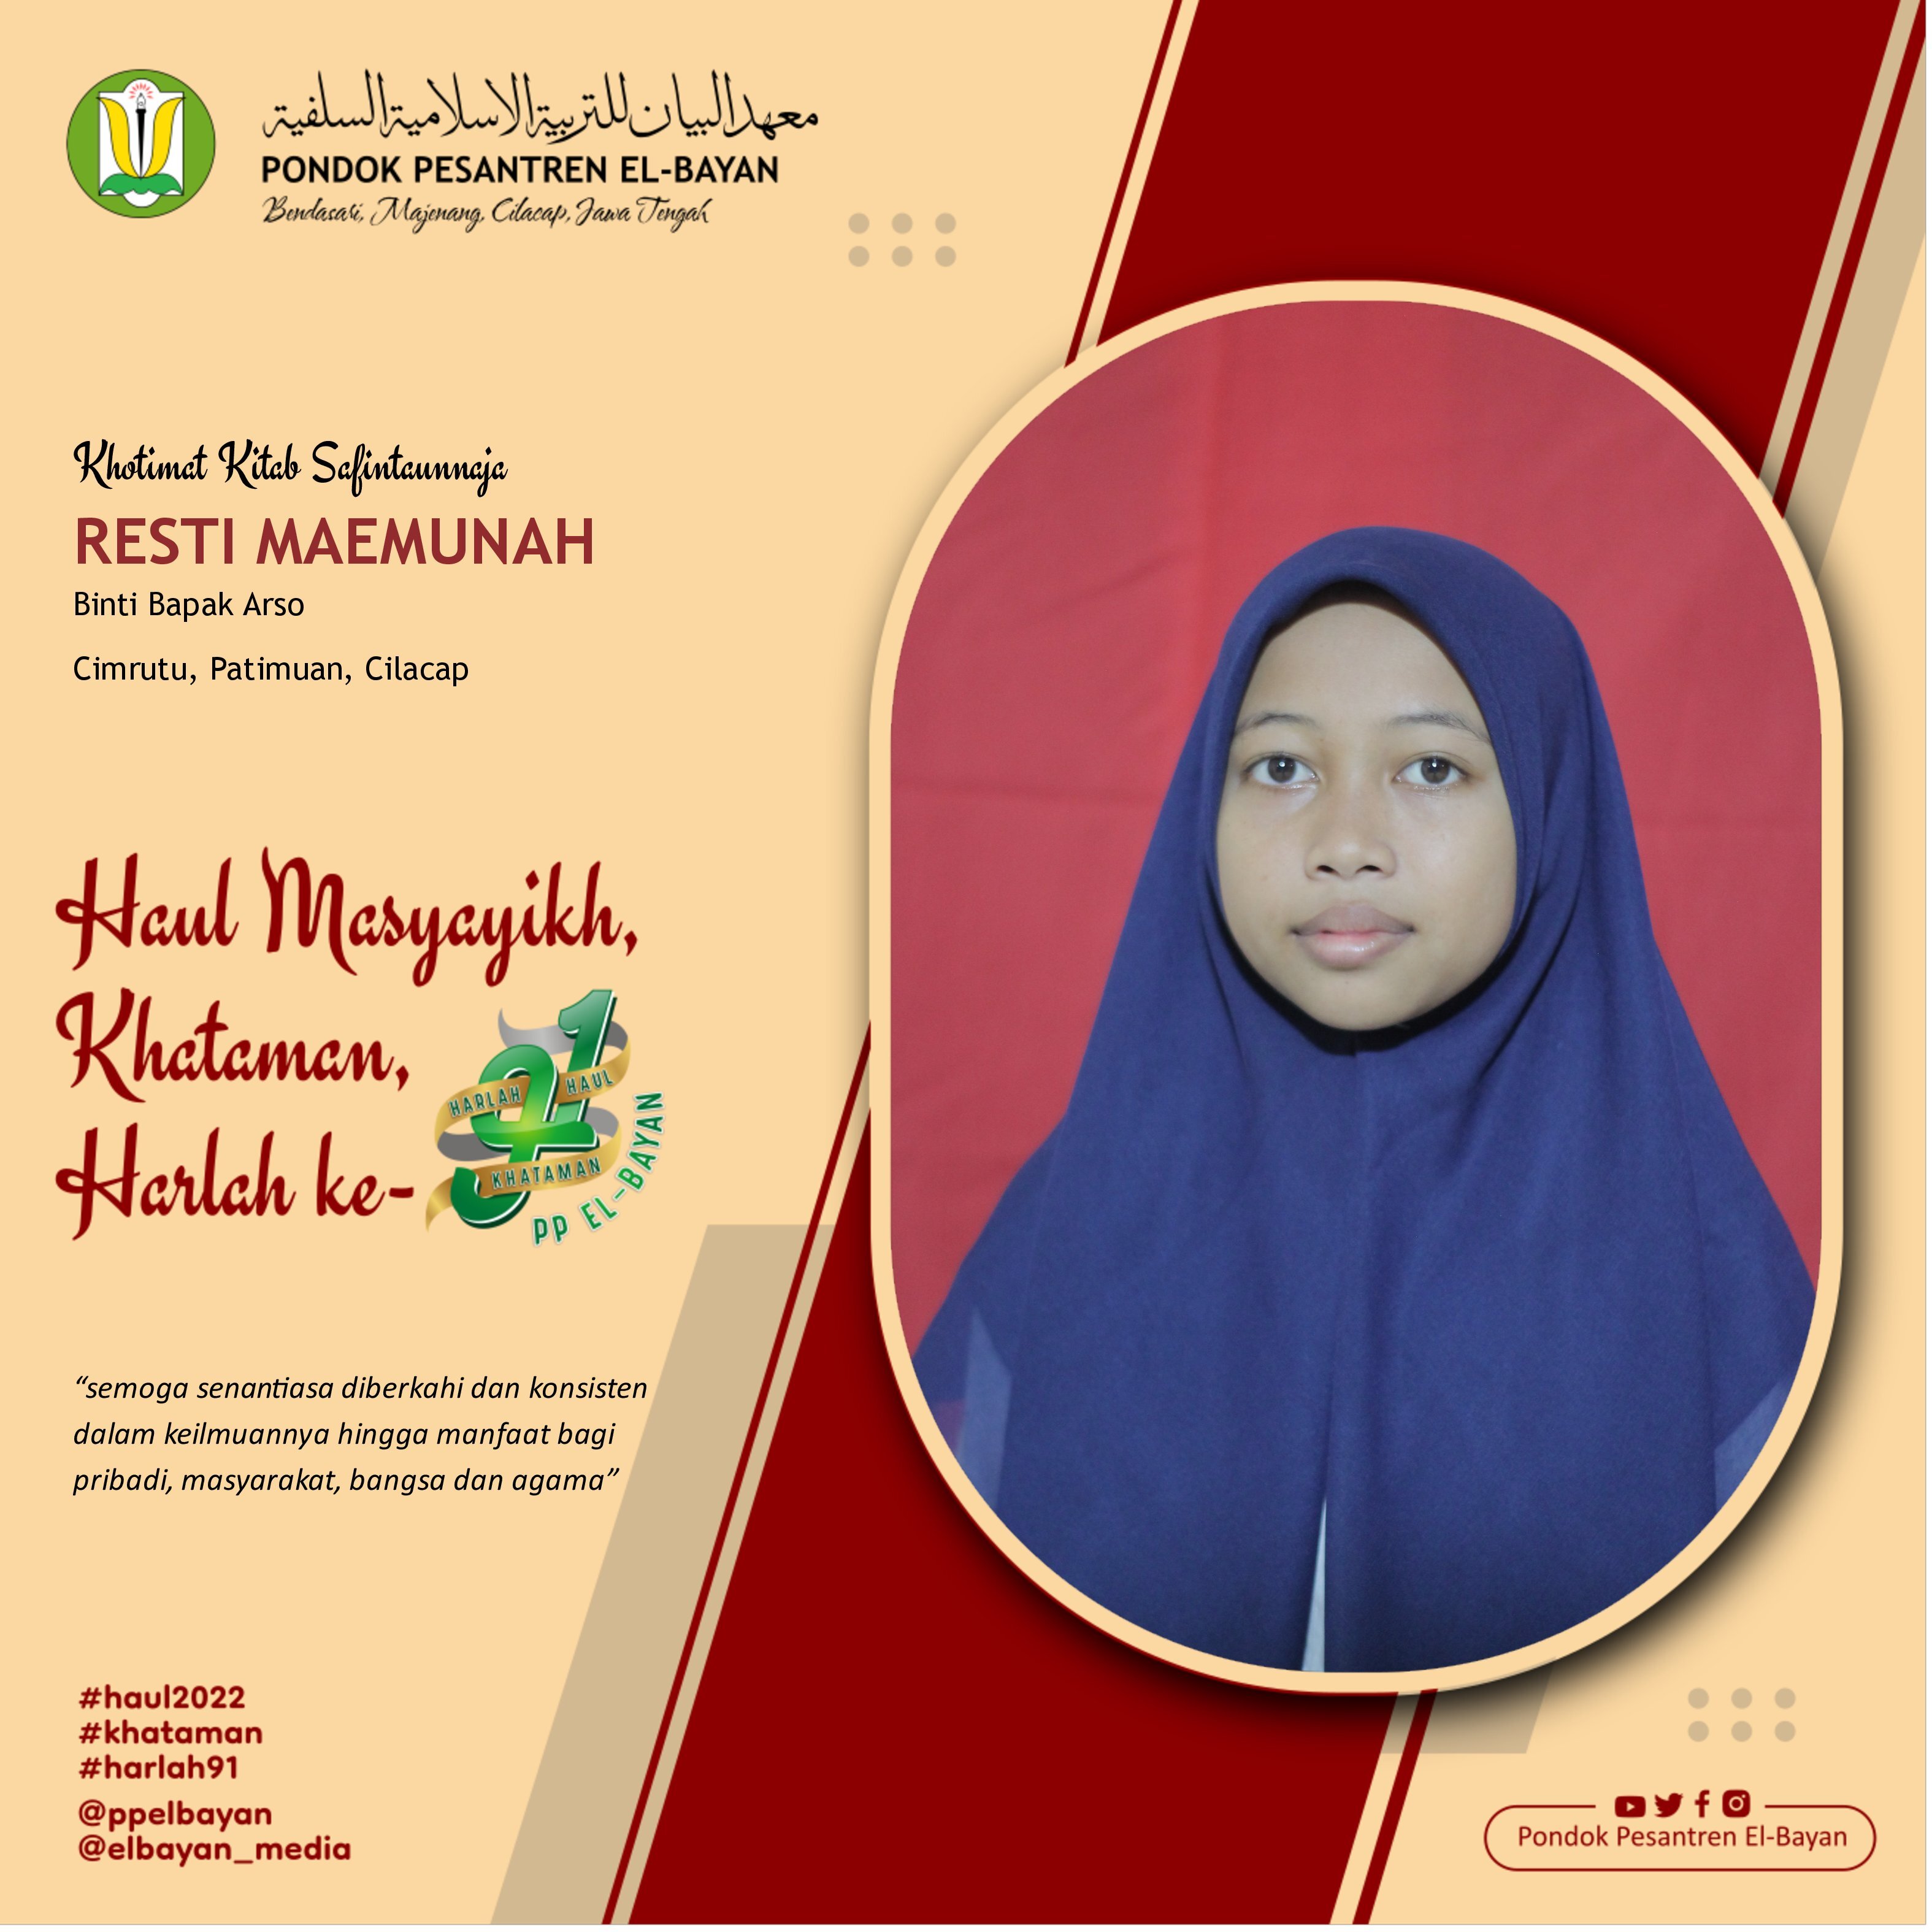 معهد البيان للتربية الاسلامية السلفية
PONDOK PESANTREN EL-BAYAN
Bendasari, Majenang, Cilacap, Jawa Tengah
Khotimat Kitab Safintaunnaja
RESTI MAEMUNAH
Binti Bapak Arso
Cimrutu, Patimuan, Cilacap
Haul Masyayikh,
Khataman,
Harlah ke-
91
HARLAH HAUL
KHATAMAN
PP EL-BAYAN
“semoga senantiasa diberkahi dan konsisten
dalam keilmuannya hingga manfaat bagi
pribadi, masyarakat, bangsa dan agama”
#haul2022
#khataman
#harlah91
@ppelbayan
@elbayan_media
Pondok Pesantren El-Bayan